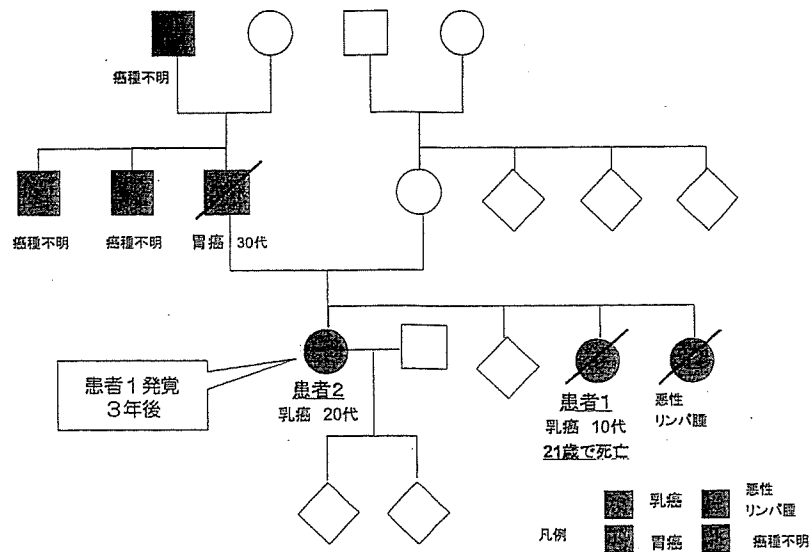 癌種不明
癌種不明
癌種不明
胃癌 30代
患者1発覚
3年後
患者2
乳癌 20代
患者1
乳癌 10代
21歳で死亡
悪性
リンパ腫
凡例
乳癌
悪性
リンパ腫
胃癌
癌種不明